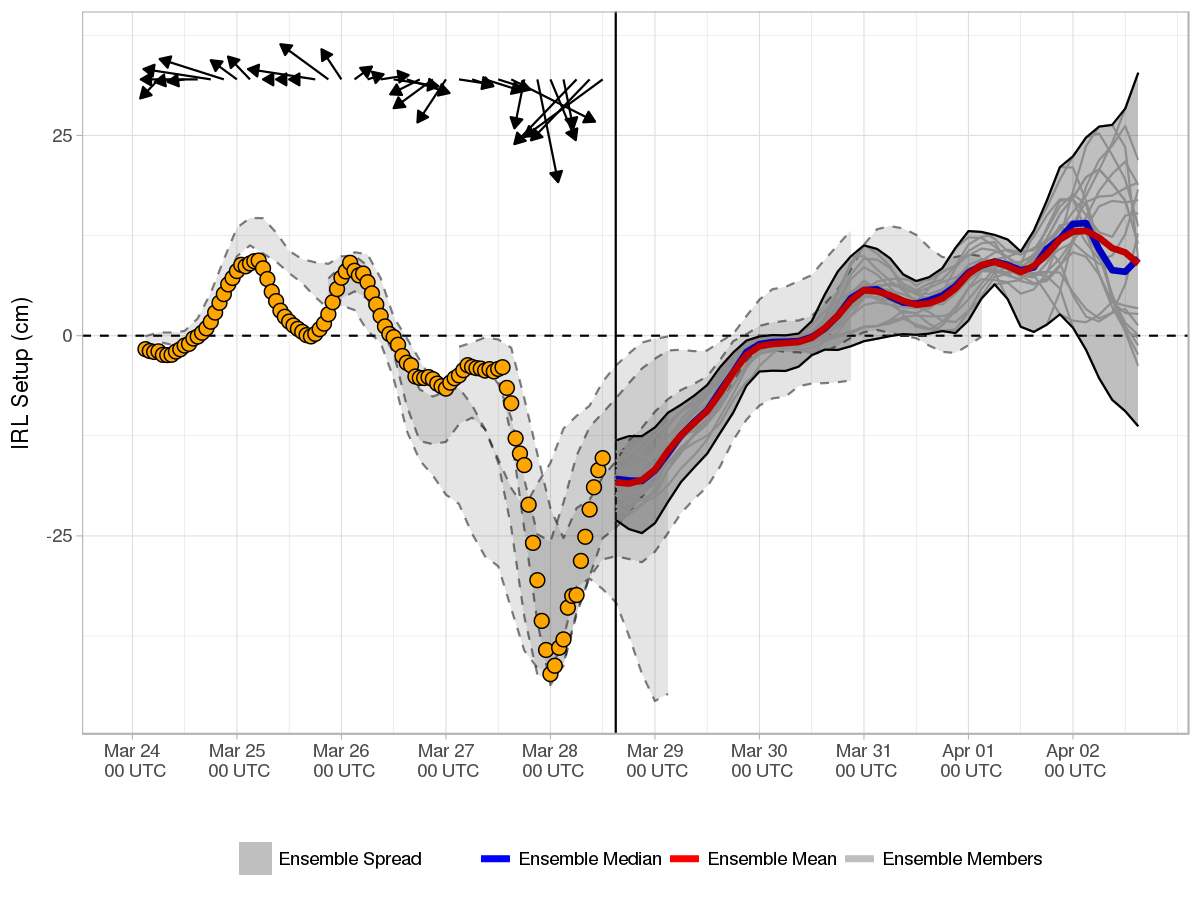 IRL Setup (cm)
25
0
-25
Mar 24 Mar 25 Mar 26 Mar 27 Mar 28 Mar 29 Mar 30 Mar 31 Apr 01 Apr 02
00 UTC 00 UTC 00 UTC 00 UTC 00 UTC 00 UTC 00 UTC 00 UTC 00 UTC 00 UTC
Ensemble Spread Ensemble Median Ensemble Mean Ensemble Members